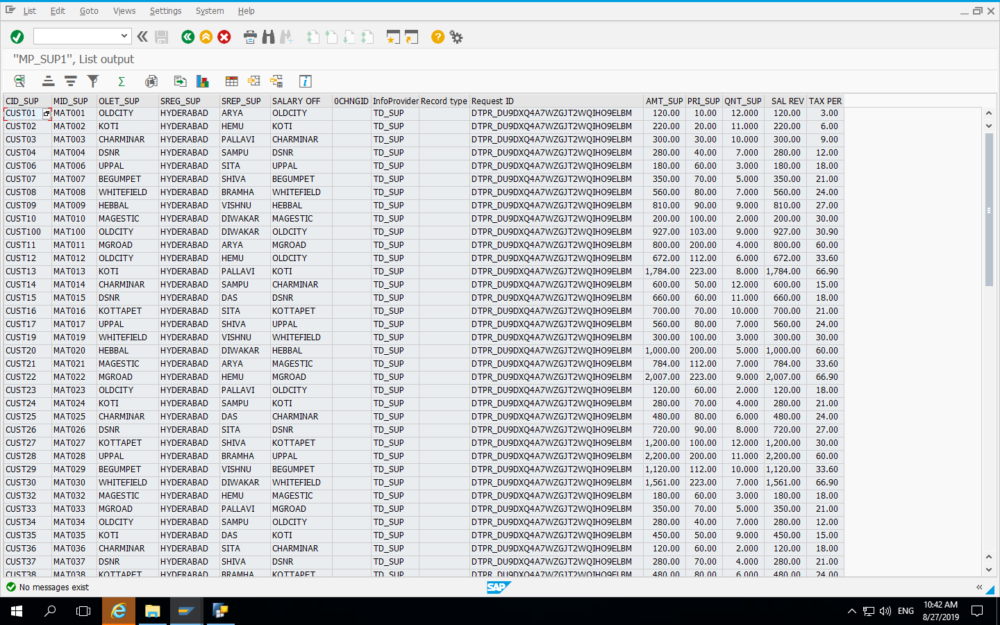 List Edit Goto Views Settings System Help
"MP_SUP1", List output
CID_SUP MID_SUP OLET_SUP SREG_SUP SREP_SUP SALARY OFF 0CHNGID InfoProvider Record type Request ID AMT_SUP PRI_SUP QNT_SUP SAL REV TAX PER
CUST01 MAT001 OLDCITY HYDERABAD ARYA OLDCITY TD_SUP DTPR_DU9DXQ4A7WZGJT2WQIHO9ELBM 120.00 10.00 12.000 120.00 3.00
CUST02 MAT002 KOTI HYDERABAD HEMU KOTI TD_SUP DTPR_DU9DXQ4A7WZGJT2WQIHO9ELBM 220.00 20.00 11.000 220.00 6.00
CUST03 MAT003 CHARMINAR HYDERABAD PALLAVI CHARMINAR TD_SUP DTPR_DU9DXQ4A7WZGJT2WQIHO9ELBM 300.00 30.00 10.000 300.00 9.00
CUST04 MAT004 DSNR HYDERABAD SAMPU DSNR TD_SUP DTPR_DU9DXQ4A7WZGJT2WQIHO9ELBM 280.00 40.00 7.000 280.00 12.00
CUST06 MAT006 UPPAL HYDERABAD SITA UPPAL TD_SUP DTPR_DU9DXQ4A7WZGJT2WQIHO9ELBM 180.00 60.00 3.000 180.00 18.00
CUST07 MAT007 BEGUMPET HYDERABAD SHIVA BEGUMPET TD_SUP DTPR_DU9DXQ4A7WZGJT2WQIHO9ELBM 350.00 70.00 5.000 350.00 21.00
CUST08 MAT008 WHITEFIELD HYDERABAD BRAMHA WHITEFIELD TD_SUP DTPR_DU9DXQ4A7WZGJT2WQIHO9ELBM 560.00 80.00 7.000 560.00 24.00
CUST09 MAT009 HEBBAL HYDERABAD VISHNU HEBBAL TD_SUP DTPR_DU9DXQ4A7WZGJT2WQIHO9ELBM 810.00 90.00 9.000 810.00 27.00
CUST10 MAT010 MAGESTIC HYDERABAD DIWAKAR MAGESTIC TD_SUP DTPR_DU9DXQ4A7WZGJT2WQIHO9ELBM 200.00 100.00 2.000 200.00 30.00
CUST100 MAT100 OLDCITY HYDERABAD DIWAKAR OLDCITY TD_SUP DTPR_DU9DXQ4A7WZGJT2WQIHO9ELBM 927.00 103.00 9.000 927.00 30.90
CUST11 MAT011 MGROAD HYDERABAD ARYA MGROAD TD_SUP DTPR_DU9DXQ4A7WZGJT2WQIHO9ELBM 800.00 200.00 4.000 800.00 60.00
CUST12 MAT012 OLDCITY HYDERABAD HEMU OLDCITY TD_SUP DTPR_DU9DXQ4A7WZGJT2WQIHO9ELBM 672.00 112.00 6.000 672.00 33.60
CUST13 MAT013 KOTI HYDERABAD PALLAVI KOTI TD_SUP DTPR_DU9DXQ4A7WZGJT2WQIHO9ELBM 1,784.00 223.00 8.000 1,784.00 66.90
CUST14 MAT014 CHARMINAR HYDERABAD SAMPU CHARMINAR TD_SUP DTPR_DU9DXQ4A7WZGJT2WQIHO9ELBM 600.00 50.00 12.000 600.00 15.00
CUST15 MAT015 DSNR HYDERABAD DAS DSNR TD_SUP DTPR_DU9DXQ4A7WZGJT2WQIHO9ELBM 660.00 60.00 11.000 660.00 18.00
CUST16 MAT016 KOTTAPET HYDERABAD SITA KOTTAPET TD_SUP DTPR_DU9DXQ4A7WZGJT2WQIHO9ELBM 700.00 70.00 10.000 700.00 21.00
CUST17 MAT017 UPPAL HYDERABAD SHIVA UPPAL TD_SUP DTPR_DU9DXQ4A7WZGJT2WQIHO9ELBM 560.00 80.00 7.000 560.00 24.00
CUST19 MAT019 WHITEFIELD HYDERABAD VISHNU WHITEFIELD TD_SUP DTPR_DU9DXQ4A7WZGJT2WQIHO9ELBM 300.00 100.00 3.000 300.00 30.00
CUST20 MAT020 HEBBAL HYDERABAD DIWAKAR HEBBAL TD_SUP DTPR_DU9DXQ4A7WZGJT2WQIHO9ELBM 1,000.00 200.00 5.000 1,000.00 60.00
CUST21 MAT021 MAGESTIC HYDERABAD ARYA MAGESTIC TD_SUP DTPR_DU9DXQ4A7WZGJT2WQIHO9ELBM 784.00 112.00 7.000 784.00 33.60
CUST22 MAT022 MGROAD HYDERABAD HEMU MGROAD TD_SUP DTPR_DU9DXQ4A7WZGJT2WQIHO9ELBM 2,007.00 223.00 9.000 2,007.00 66.90
CUST23 MAT023 OLDCITY HYDERABAD PALLAVI OLDCITY TD_SUP DTPR_DU9DXQ4A7WZGJT2WQIHO9ELBM 120.00 60.00 2.000 120.00 18.00
CUST24 MAT024 KOTI HYDERABAD SAMPU KOTI TD_SUP DTPR_DU9DXQ4A7WZGJT2WQIHO9ELBM 280.00 70.00 4.000 280.00 21.00
CUST25 MAT025 CHARMINAR HYDERABAD DAS CHARMINAR TD_SUP DTPR_DU9DXQ4A7WZGJT2WQIHO9ELBM 480.00 80.00 6.000 480.00 24.00
CUST26 MAT026 DSNR HYDERABAD SITA DSNR TD_SUP DTPR_DU9DXQ4A7WZGJT2WQIHO9ELBM 720.00 90.00 8.000 720.00 27.00
CUST27 MAT027 KOTTAPET HYDERABAD SHIVA KOTTAPET TD_SUP DTPR_DU9DXQ4A7WZGJT2WQIHO9ELBM 1,200.00 100.00 12.000 1,200.00 30.00
CUST28 MAT028 UPPAL HYDERABAD BRAMHA UPPAL TD_SUP DTPR_DU9DXQ4A7WZGJT2WQIHO9ELBM 2,200.00 200.00 11.000 2,200.00 60.00
CUST29 MAT029 BEGUMPET HYDERABAD VISHNU BEGUMPET TD_SUP DTPR_DU9DXQ4A7WZGJT2WQIHO9ELBM 1,120.00 112.00 10.000 1,120.00 33.60
CUST30 MAT030 WHITEFIELD HYDERABAD DIWAKAR WHITEFIELD TD_SUP DTPR_DU9DXQ4A7WZGJT2WQIHO9ELBM 1,561.00 223.00 7.000 1,561.00 66.90
CUST32 MAT032 MAGESTIC HYDERABAD HEMU MAGESTIC TD_SUP DTPR_DU9DXQ4A7WZGJT2WQIHO9ELBM 180.00 60.00 3.000 180.00 18.00
CUST33 MAT033 MGROAD HYDERABAD PALLAVI MGROAD TD_SUP DTPR_DU9DXQ4A7WZGJT2WQIHO9ELBM 350.00 70.00 5.000 350.00 21.00
CUST34 MAT034 OLDCITY HYDERABAD SAMPU OLDCITY TD_SUP DTPR_DU9DXQ4A7WZGJT2WQIHO9ELBM 280.00 40.00 7.000 280.00 12.00
CUST35 MAT035 KOTI HYDERABAD DAS KOTI TD_SUP DTPR_DU9DXQ4A7WZGJT2WQIHO9ELBM 450.00 50.00 9.000 450.00 15.00
CUST36 MAT036 CHARMINAR HYDERABAD SITA CHARMINAR TD_SUP DTPR_DU9DXQ4A7WZGJT2WQIHO9ELBM 120.00 60.00 2.000 120.00 18.00
CUST37 MAT037 DSNR HYDERABAD SHIVA DSNR TD_SUP DTPR_DU9DXQ4A7WZGJT2WQIHO9ELBM 280.00 70.00 4.000 280.00 21.00
CUST38 MAT038 KOTTAPET HYDERABAD BRAMHA KOTTAPET TD_SUP DTPR_DU9DXQ4A7WZGJT2WQIHO9ELBM 480.00 80.00 6.000 480.00 24.00
No messages exist
SAP
ENG
10:42 AM
8/27/2019